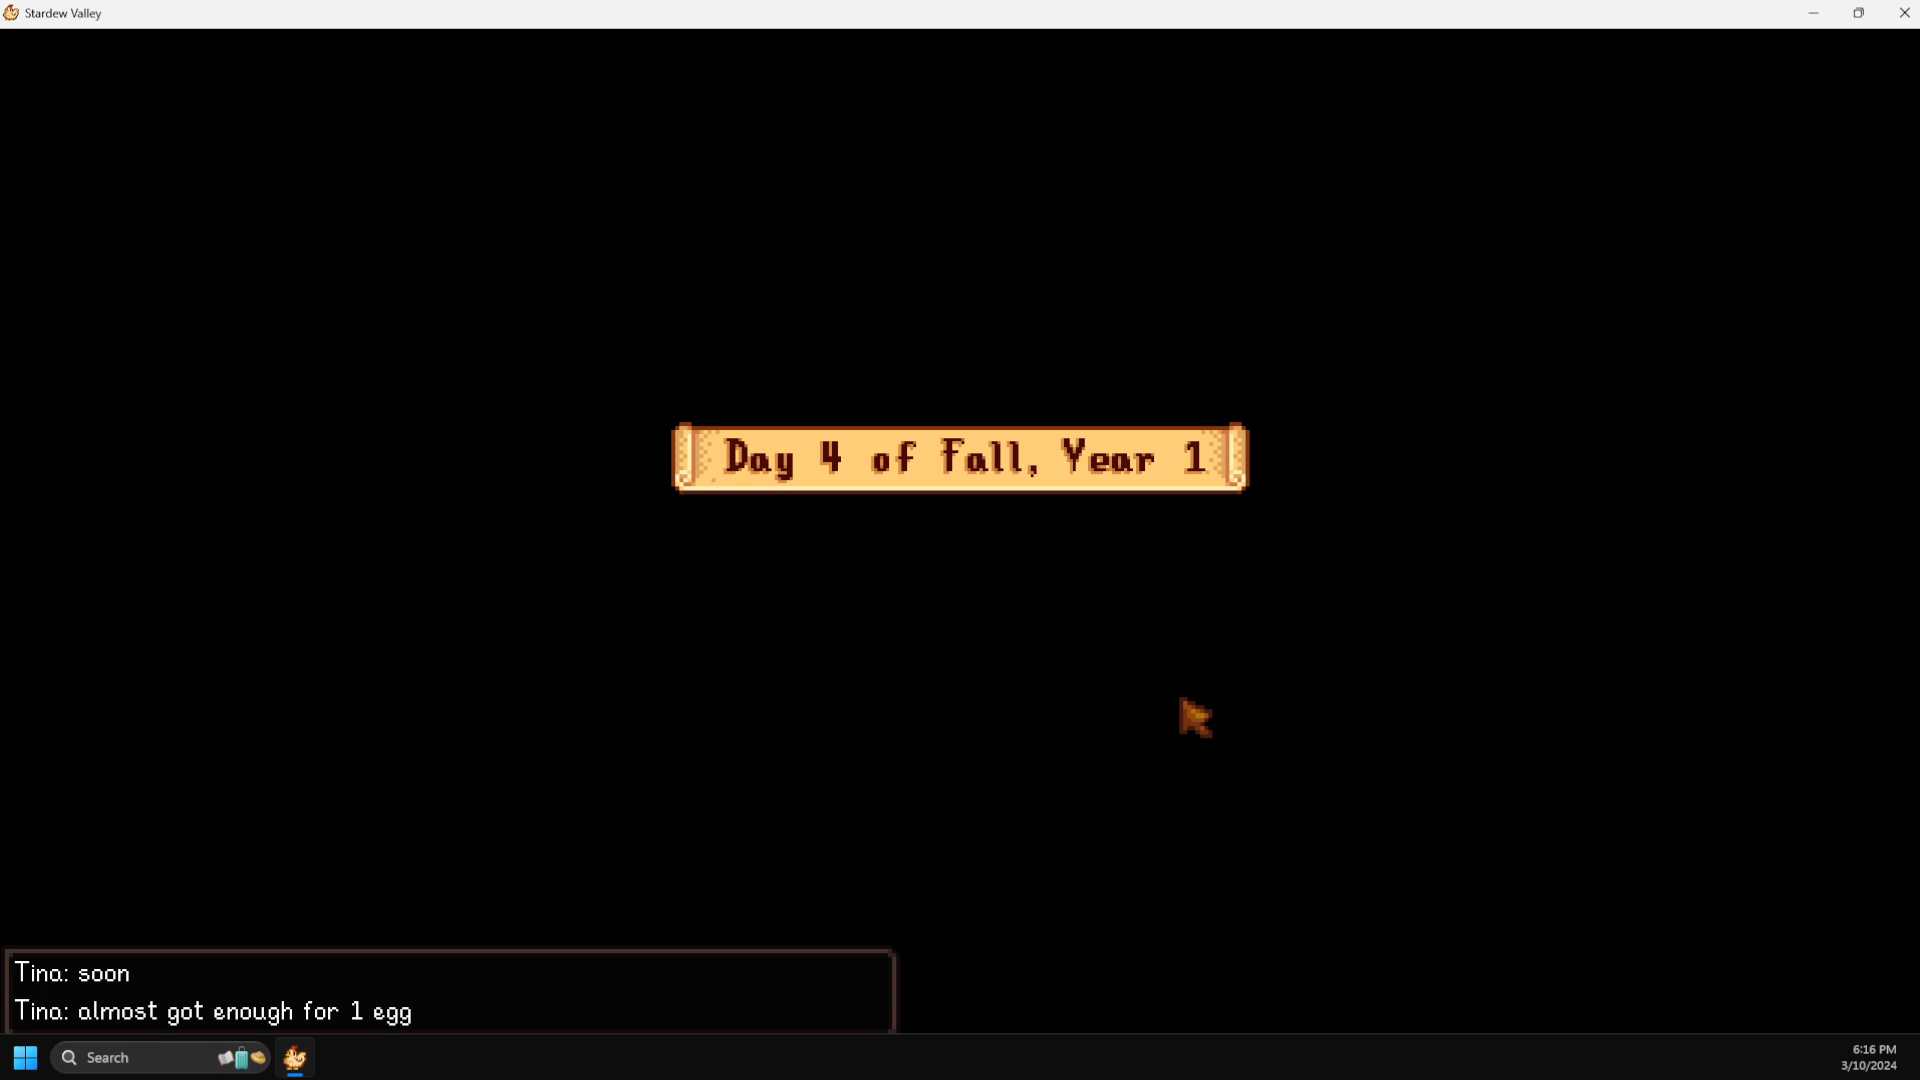 Stardew Valley
Day 4 of Fall, Year 1
Tina: soon
Tina: almost got enough for 1 egg
Search
6:16 PM
3/10/2024